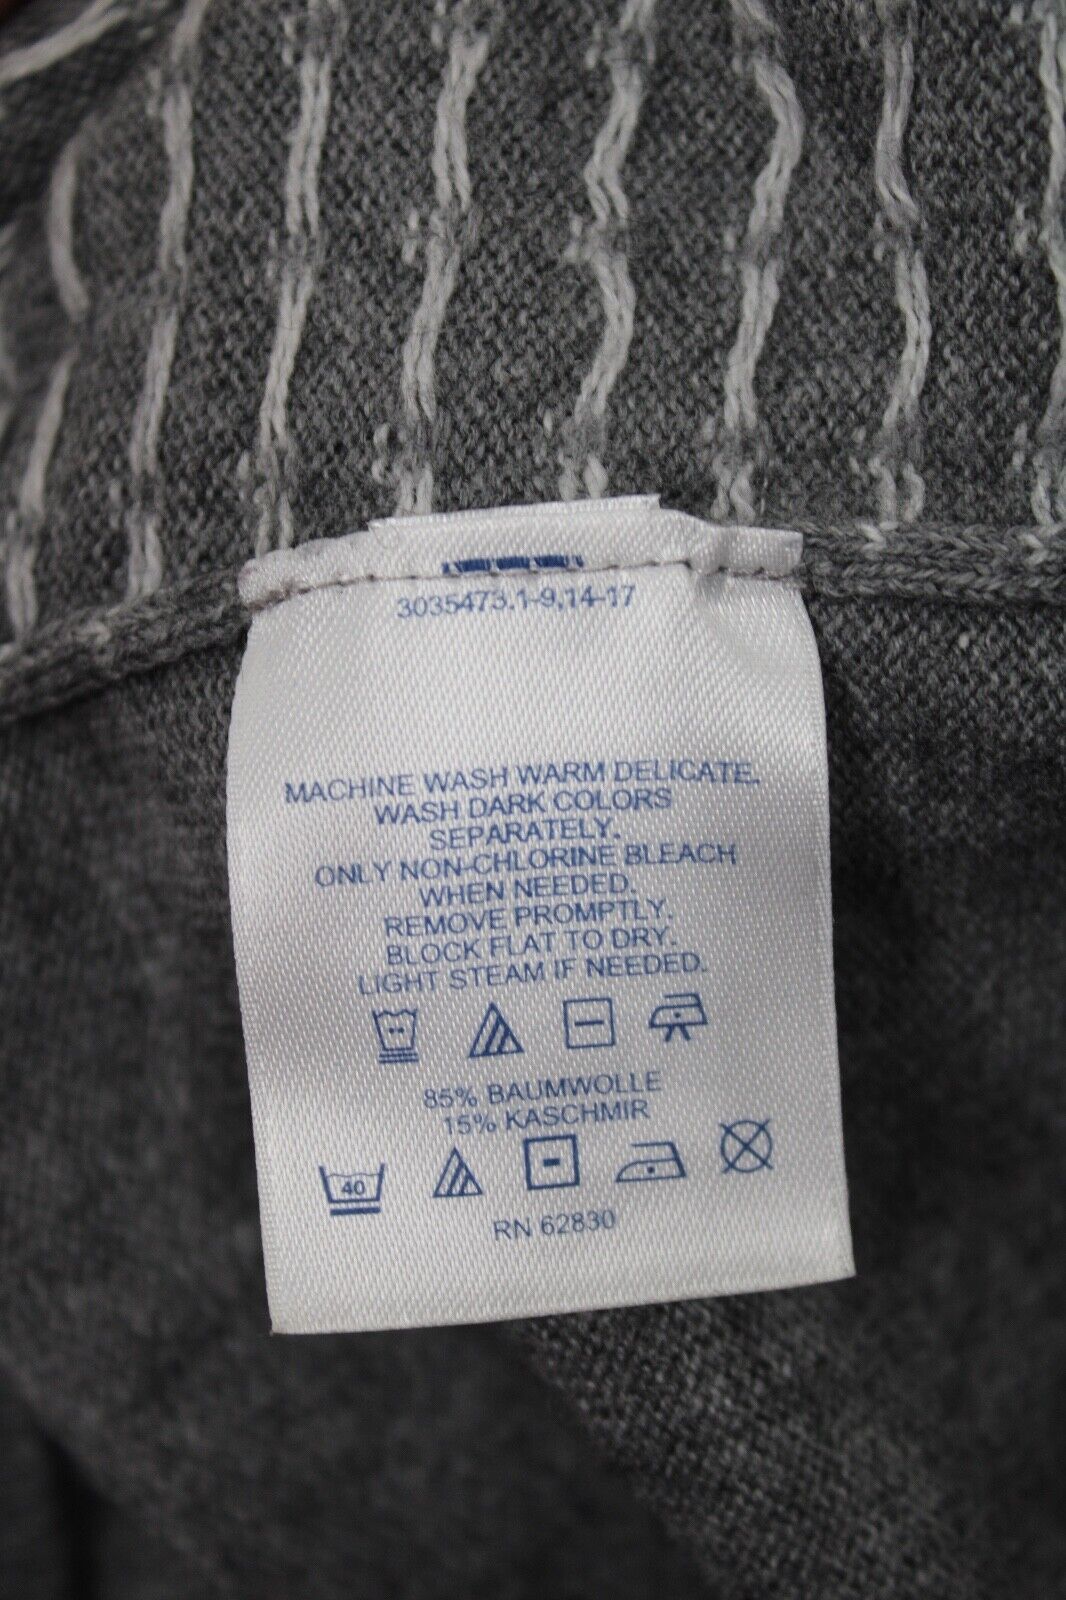 3035473.1-9,14-17
MACHINE WASH WARM DELICATE.
WASH DARK COLORS
SEPARATELY.
ONLY NON-CHLORINE BLEACH
WHEN NEEDED.
REMOVE PROMPTLY.
BLOCK FLAT TO DRY.
LIGHT STEAM IF NEEDED.
85% BAUMWOLLE
15% KASCHMIR
40
RN 62830